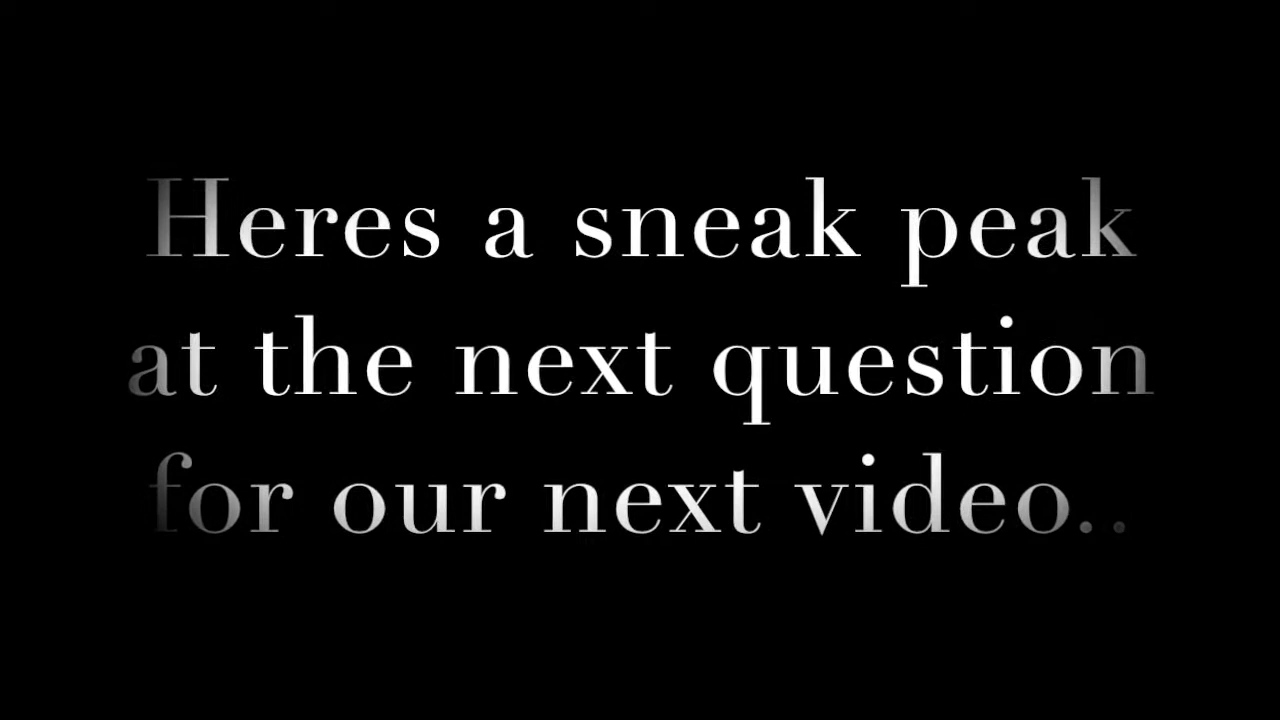 Heres a sneak peak
at the next question
for our next video..